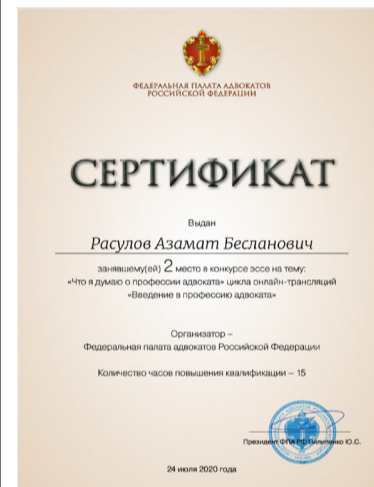 ФЕДЕРАЛЬНАЯ ПАЛАТА АДВОКАТОВ
РОССИЙСКОЙ ФЕДЕРАЦИИ
СЕРТИФИКАТ
Выдан
Расулов Азамат Бесланович
занявшему(ей) 2 место в конкурсе эссе на тему:
«Что я думаю о профессии адвоката» цикла онлайн-трансляций
«Введение в профессию адвоката»
Организатор –
Федеральная палата адвокатов Российской Федерации
Количество часов повышения квалификации – 15
Президент ФПА РФ Пилипенко Ю.С.
24 июля 2020 года